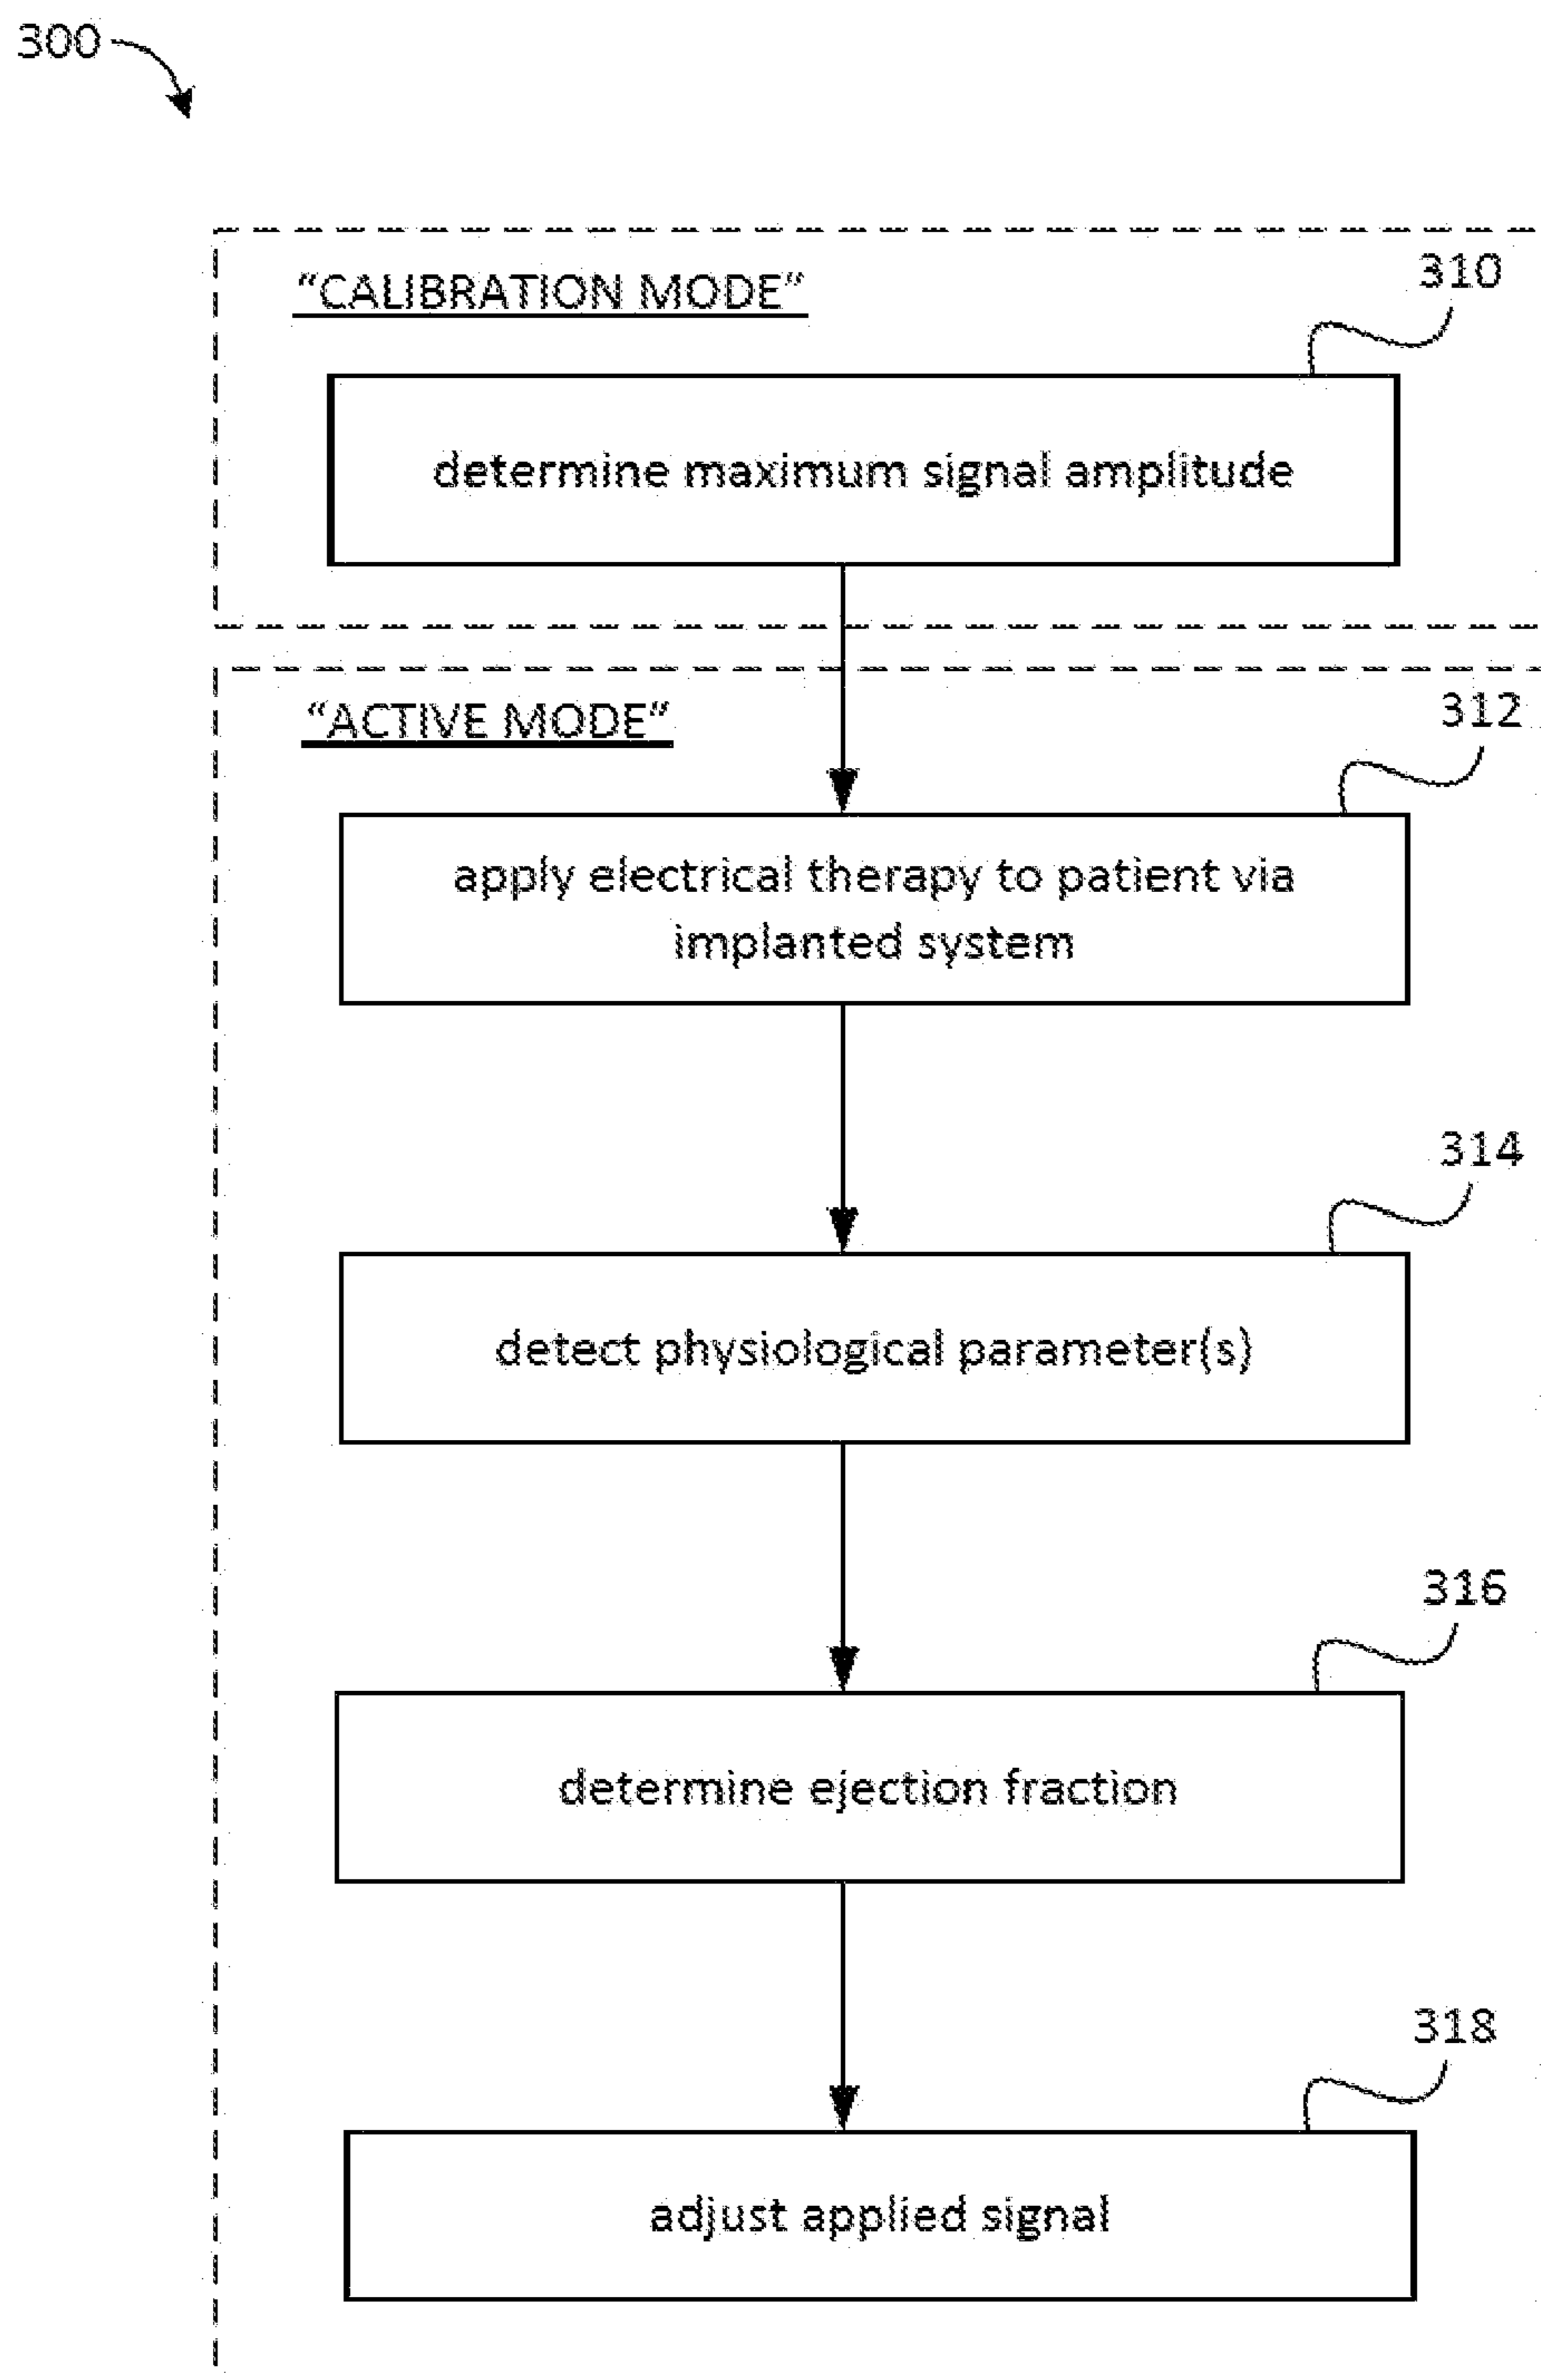 300
“CALIBRATION MODE”
310
determine maximum signal amplitude
“ACTIVE MODE”
312
apply electrical therapy to patient via
implanted system
314
detect physiological parameter(s)
316
determine ejection fraction
318
adjust applied signal